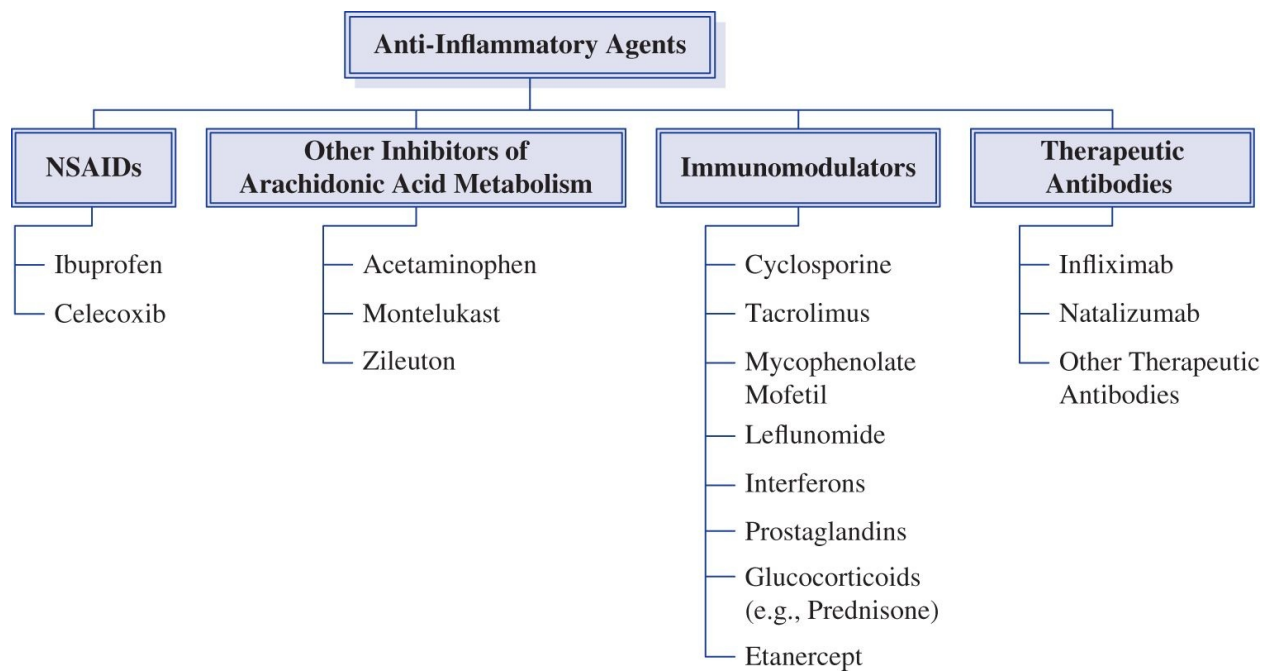 Anti-Inflammatory Agents
NSAIDs
Other Inhibitors of
Arachidonic Acid Metabolism
Immunomodulators
Therapeutic
Antibodies
Ibuprofen
Celecoxib
Acetaminophen
Montelukast
Zileuton
Cyclosporine
Tacrolimus
Mycophenolate
Mofetil
Leflunomide
Interferons
Prostaglandins
Glucocorticoids
(e.g., Prednisone)
Etanercept
Infliximab
Natalizumab
Other Therapeutic
Antibodies